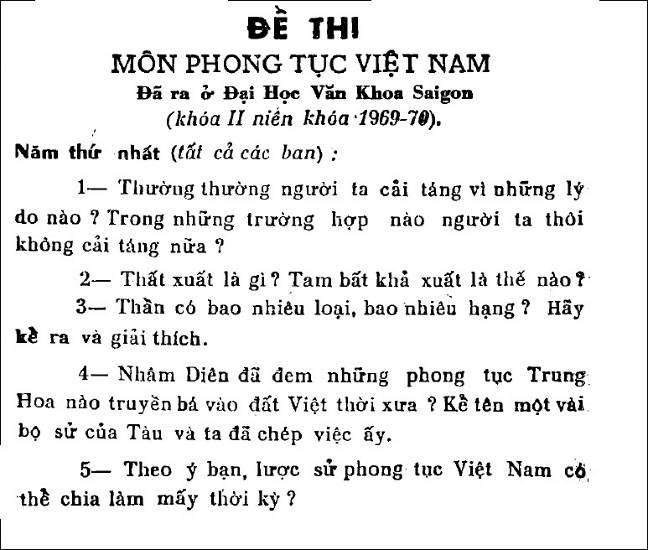 ĐỀ THI
MÔN PHONG TỤC VIỆT NAM
Đã ra ở Đại Học Văn Khoa Saigon
(khóa II niên khóa 1969-70).
Năm thứ nhất (tất cả các ban) :
1— Thường thường người ta cải táng vì những lý
do nào ? Trong những trường hợp nào người ta thôi
không cải táng nữa ?
2— Thất xuất là gì ? Tam bất khả xuất là thế nào ?
3— Thần có bao nhiêu loại, bao nhiêu hạng ? Hãy
kể ra và giải thích.
4— Nhâm Diên đã đem những phong tục Trung
Hoa nào truyền bá vào đất Việt thời xưa ? Kể tên một vài
bộ sử của Tàu và ta đã chép việc ấy.
5— Theo ý bạn, lược sử phong tục Việt Nam có
thể chia làm mấy thời kỳ ?